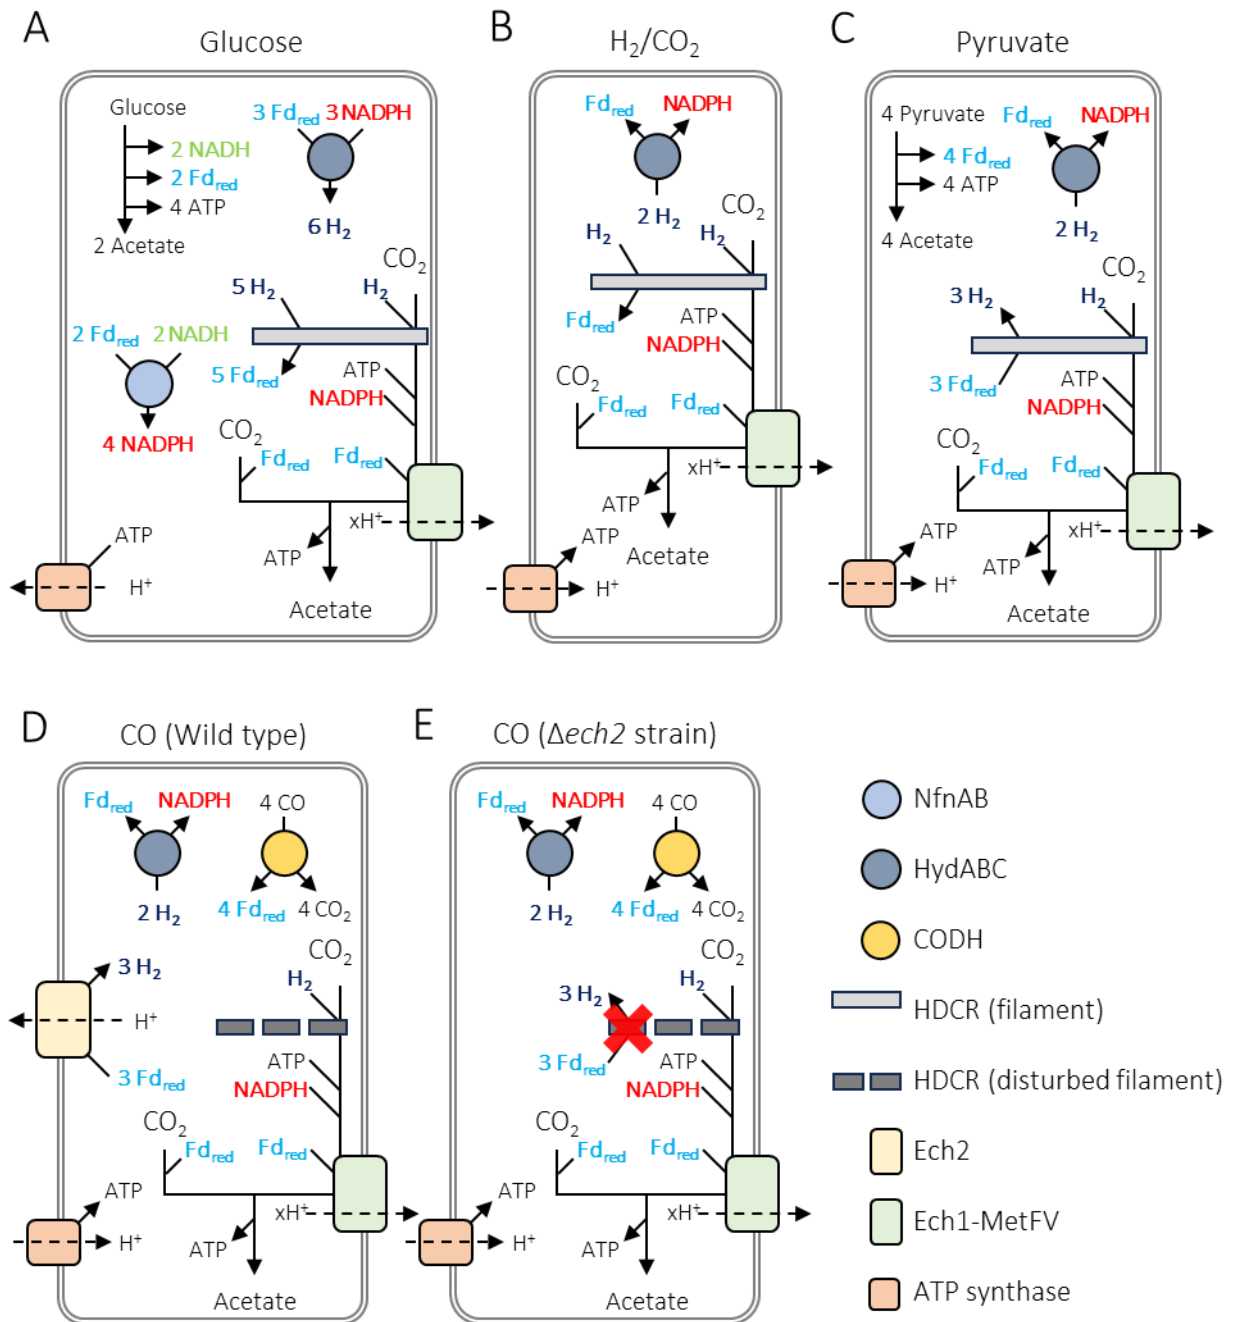 A
Glucose
Glucose
2 NADH
2 Fdred
4 ATP
2 Acetate
3 Fdred 3 NADPH
6 H2
CO2
5 H2
H2
5 Fdred
ATP
NADPH
2 Fdred 2 NADH
4 NADPH
CO2
Fdred
Fdred
xH+
ATP
Acetate
ATP
H+
B
H2/CO2
Fdred NADPH
2 H2
CO2
H2
H2
Fdred
ATP
NADPH
CO2
Fdred
Fdred
xH+
ATP
Acetate
ATP
H+
C
Pyruvate
4 Pyruvate
4 Fdred
4 ATP
4 Acetate
Fdred NADPH
2 H2
CO2
3 H2
H2
3 Fdred
ATP
NADPH
CO2
Fdred
Fdred
xH+
ATP
Acetate
ATP
H+
D
CO (Wild type)
Fdred NADPH
2 H2
4 CO
4 Fdred 4 CO2
CO2
H2
3 H2
H+
3 Fdred
ATP
NADPH
CO2
Fdred
Fdred
xH+
ATP
Acetate
ATP
H+
E
CO (Δech2 strain)
Fdred NADPH
2 H2
4 CO
4 Fdred 4 CO2
CO2
H2
3 H2
3 Fdred
ATP
NADPH
CO2
Fdred
Fdred
xH+
ATP
Acetate
ATP
H+
NfnAB
HydABC
CODH
HDCR (filament)
HDCR (disturbed filament)
Ech2
Ech1-MetFV
ATP synthase